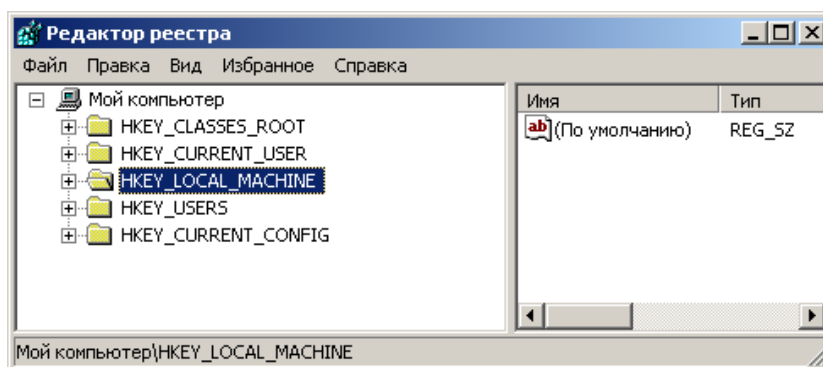 Редактор реестра
Файл Правка Вид Избранное Справка
Мой компьютер
HKEY_CLASSES_ROOT
HKEY_CURRENT_USER
HKEY_LOCAL_MACHINE
HKEY_USERS
HKEY_CURRENT_CONFIG
Имя Тип
ab (По умолчанию) REG_SZ
Мой компьютер\HKEY_LOCAL_MACHINE